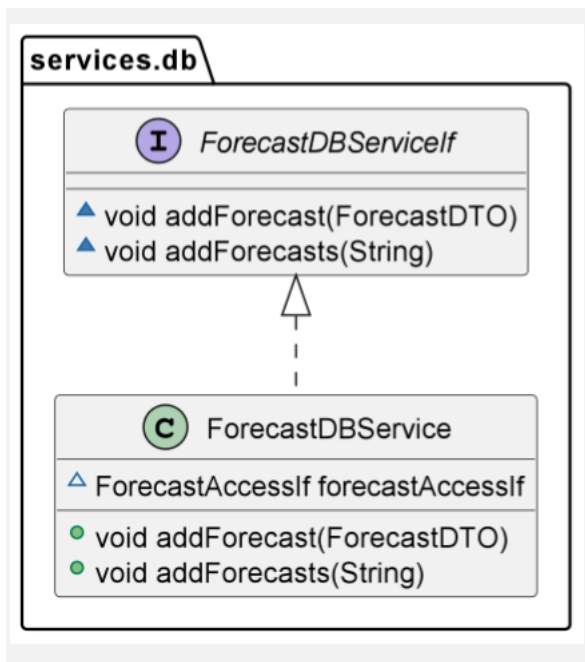 services.db
I ForecastDBServiceIf
void addForecast(ForecastDTO)
void addForecasts(String)
C ForecastDBService
ForecastAccessIf forecastAccessIf
void addForecast(ForecastDTO)
void addForecasts(String)